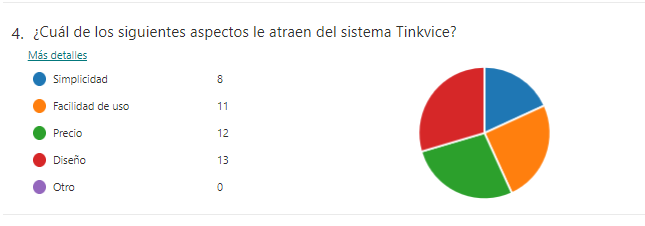 4. ¿Cuál de los siguientes aspectos le atraen del sistema Tinkvice?
Más detalles
Simplicidad 8
Facilidad de uso 11
Precio 12
Diseño 13
Otro 0